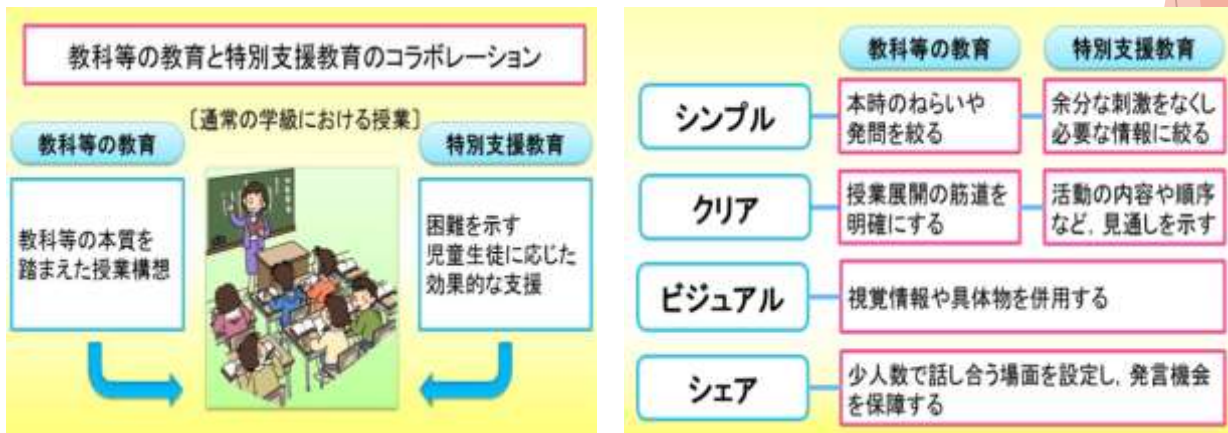 教科等の教育と特別支援教育のコラボレーション
〔通常の学級における授業〕
教科等の教育
教科等の本質を
踏まえた授業構想
特別支援教育
困難を示す
児童生徒に応じた
効果的な支援
教科等の教育
特別支援教育
シンプル
本時のねらいや
発問を絞る
余分な刺激をなくし
必要な情報に絞る
クリア
授業展開の筋道を
明確にする
活動の内容や順序
など，見通しを示す
ビジュアル
視覚情報や具体物を併用する
シェア
少人数で話し合う場面を設定し，発言機会
を保障する